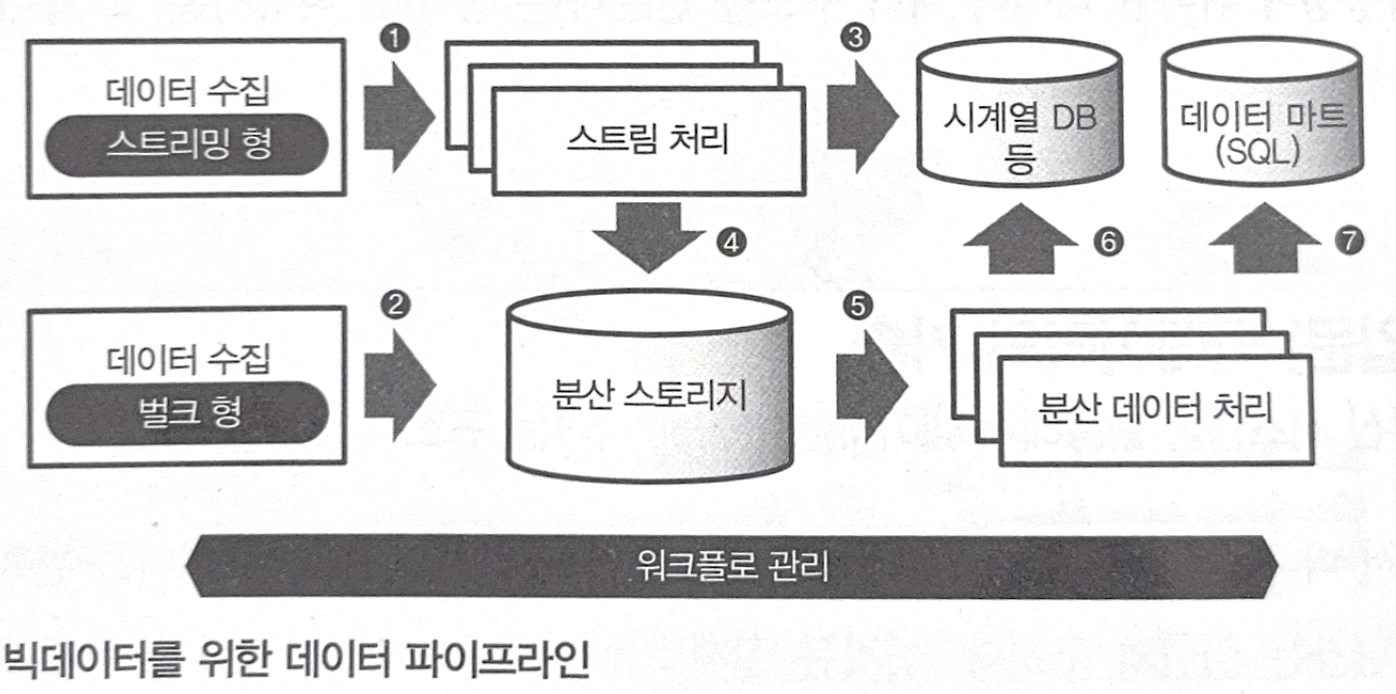 ❶
❸
데이터 수집
스트리밍 형
스트림 처리
시계열 DB
등
데이터 마트
(SQL)
❹
❻
❼
❷
❺
데이터 수집
벌크 형
분산 스토리지
분산 데이터 처리
워크플로 관리
빅데이터를 위한 데이터 파이프라인